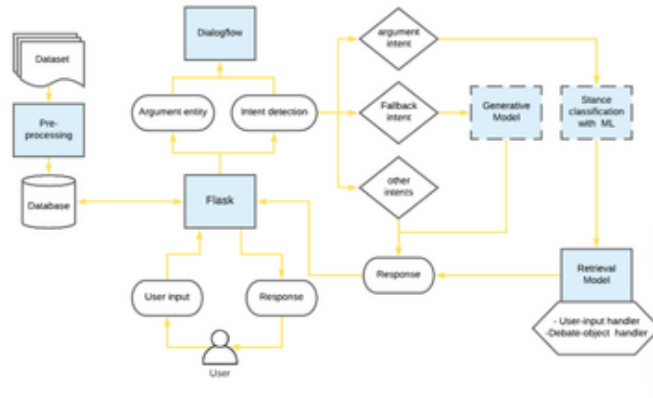 Dataset
Pre-
processing
Database
Dialogflow
Argument entity
Intent detection
Flask
User input
Response
User
argument
intent
Fallback
intent
other
intents
Generative
Model
Stance
classification
with ML
Response
Retrieval
Model
- User-input handler
-Debate-object handler